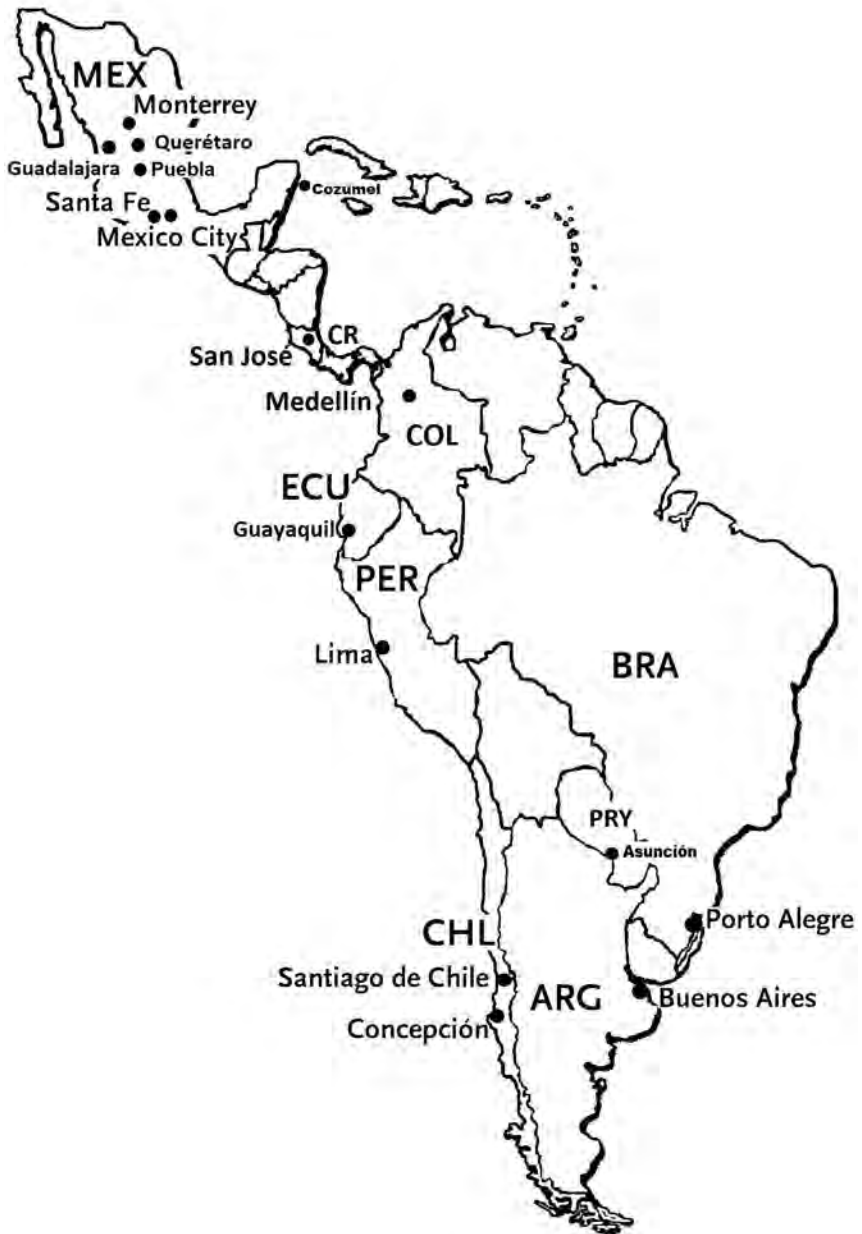 MEX
Monterrey
Querétaro
Guadalajara
Puebla
Santa Fe
Cozumel
Mexico City
CR
San José
Medellín
COL
ECU
Guayaquil
PER
Lima
BRA
PRY
Asunción
CHL
Porto Alegre
Santiago de Chile
ARG
Buenos Aires
Concepción